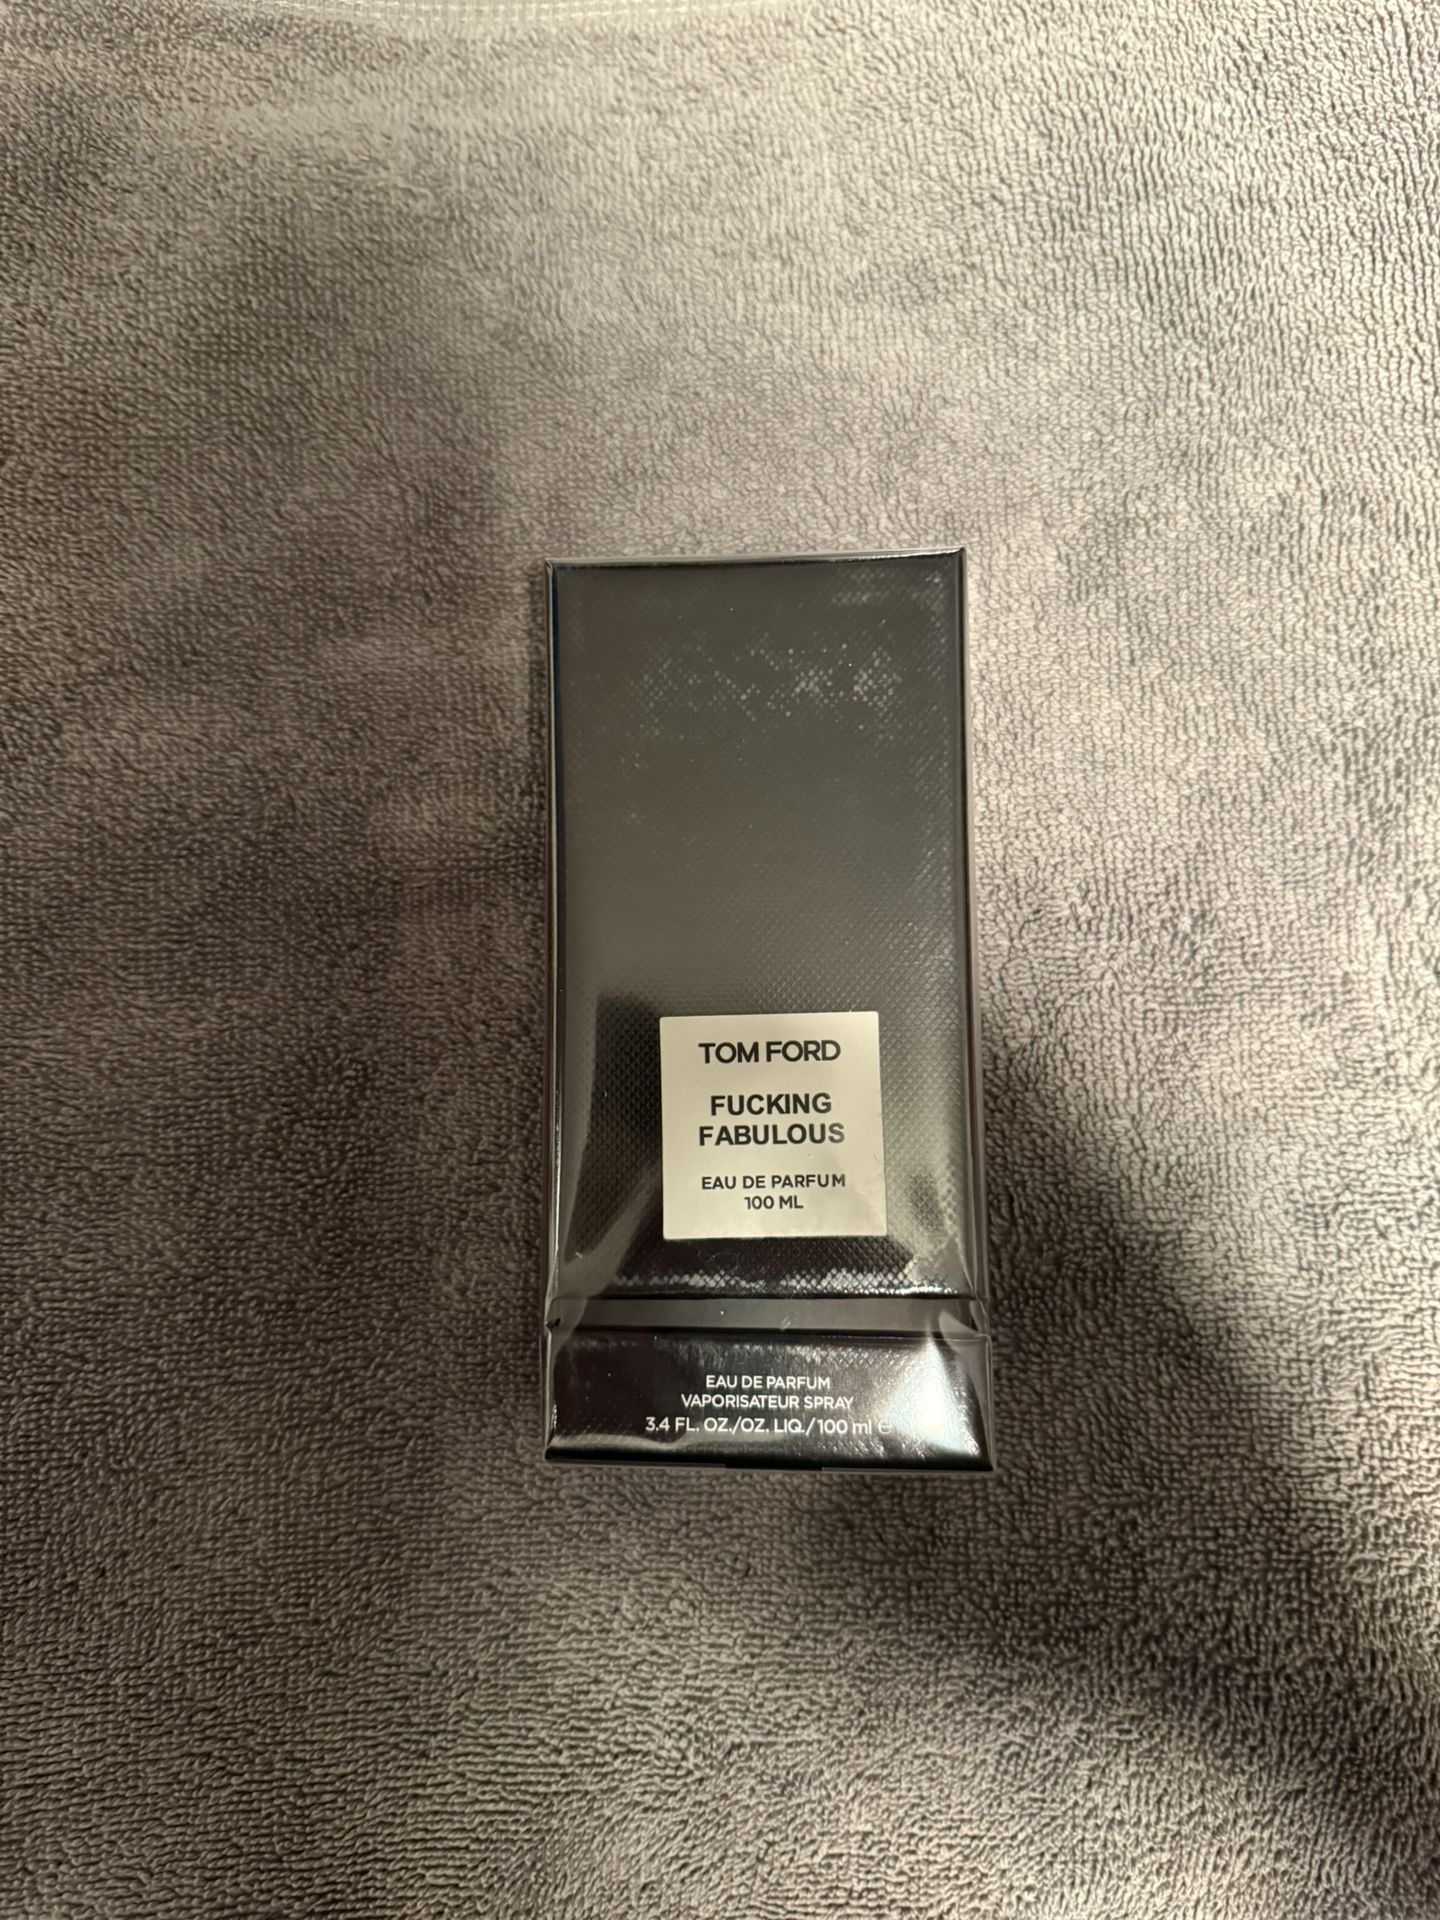 TOM FORD
FUCKING
FABULOUS
EAU DE PARFUM
100 ML
EAU DE PARFUM
VAPORISATEUR SPRAY
3.4 FL. OZ./OZ. LIQ./100 ml ℮